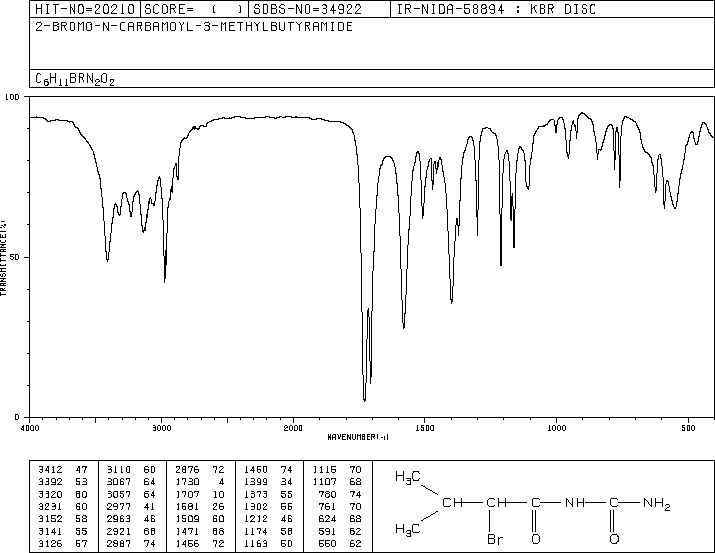 HIT-NO=20210 SCORE= ( ) SDBS-NO=34922 IR-NIDA-58894 : KBR DISC
2-BROMO-N-CARBAMOYL-3-METHYLBUTYRAMIDE
C6H11BRN2O2
100
50
0
TRANSMITTANCE(%)
4000 3000 2000 1500 1000 500
WAVENUMBER(-1)
3412 47 3110 60 2876 72 1460 74 1116 70
3392 53 3067 64 1730 4 1399 34 1107 68
3320 60 3057 64 1707 10 1373 55 780 74
3231 60 2977 41 1581 26 1302 55 761 70
3152 58 2963 46 1509 60 1212 46 624 68
3141 55 2921 68 1471 68 1174 58 591 62
3126 57 2887 74 1456 72 1163 50 550 62
H3C
CH CH C NH C NH2
H3C
Br O O